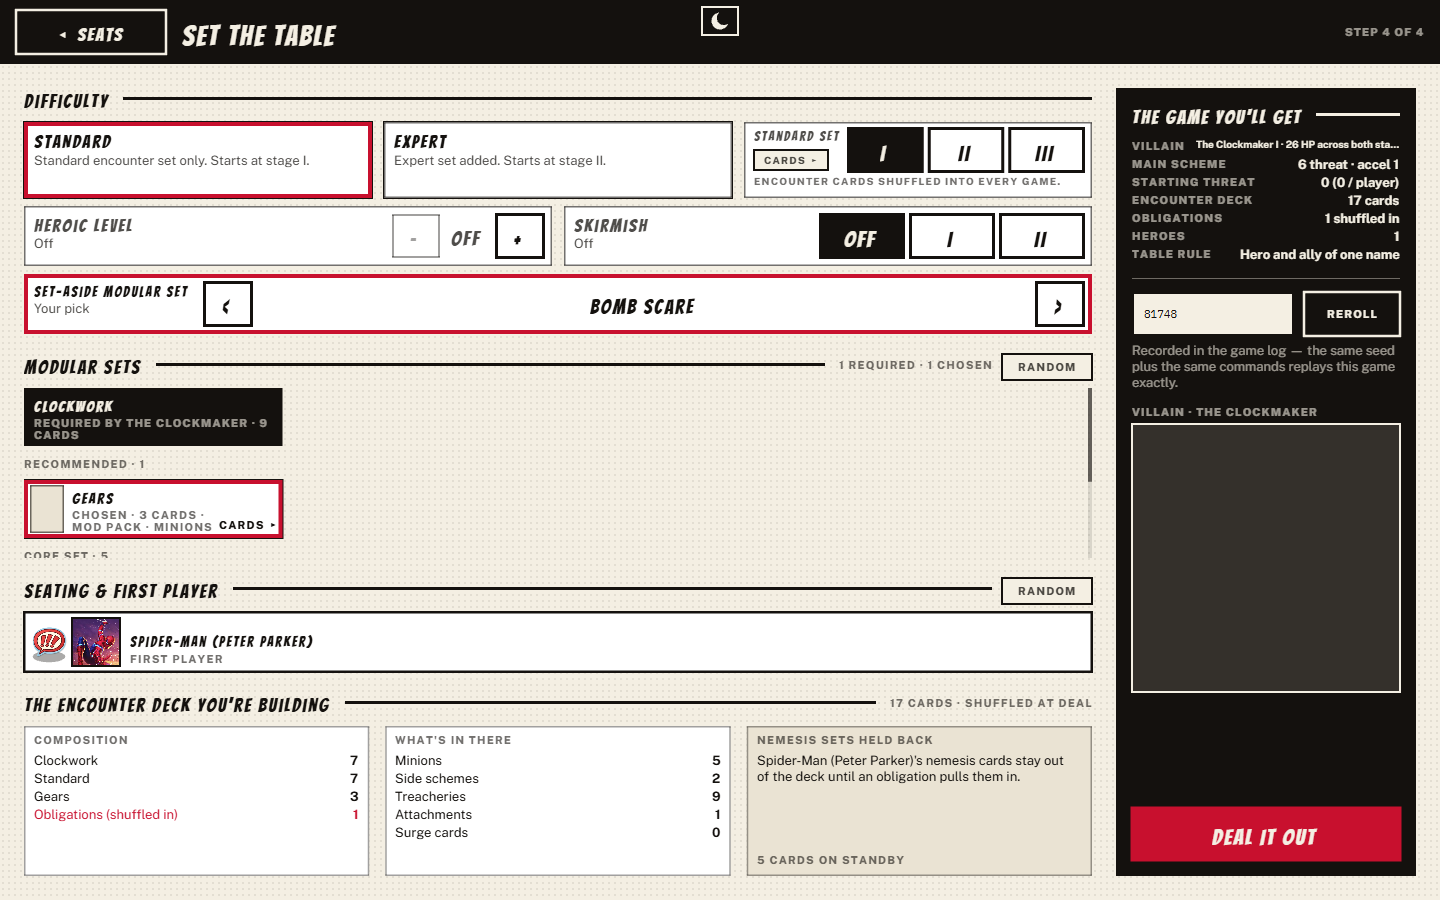 ◂ SEATS
SET THE TABLE
STEP 4 OF 4
DIFFICULTY
STANDARD
Standard encounter set only. Starts at stage I.
EXPERT
Expert set added. Starts at stage II.
STANDARD SET
CARDS ▸
I
II
III
ENCOUNTER CARDS SHUFFLED INTO EVERY GAME.
HEROIC LEVEL
Off
-
OFF
+
SKIRMISH
Off
OFF
I
II
SET-ASIDE MODULAR SET
Your pick
‹
BOMB SCARE
›
MODULAR SETS
1 REQUIRED · 1 CHOSEN
RANDOM
CLOCKWORK
REQUIRED BY THE CLOCKMAKER · 9
CARDS
RECOMMENDED · 1
GEARS
CHOSEN · 3 CARDS ·
MOD PACK · MINIONS
CARDS ▸
CORE SET · 5
SEATING & FIRST PLAYER
RANDOM
SPIDER-MAN (PETER PARKER)
FIRST PLAYER
THE ENCOUNTER DECK YOU'RE BUILDING
17 CARDS · SHUFFLED AT DEAL
COMPOSITION
Clockwork 7
Standard 7
Gears 3
Obligations (shuffled in) 1
WHAT'S IN THERE
Minions 5
Side schemes 2
Treacheries 9
Attachments 1
Surge cards 0
NEMESIS SETS HELD BACK
Spider-Man (Peter Parker)'s nemesis cards stay out
of the deck until an obligation pulls them in.
5 CARDS ON STANDBY
THE GAME YOU'LL GET
VILLAIN The Clockmaker I · 26 HP across both sta...
MAIN SCHEME 6 threat · accel 1
STARTING THREAT 0 (0 / player)
ENCOUNTER DECK 17 cards
OBLIGATIONS 1 shuffled in
HEROES 1
TABLE RULE Hero and ally of one name
81748
REROLL
Recorded in the game log — the same seed
plus the same commands replays this game
exactly.
VILLAIN · THE CLOCKMAKER
DEAL IT OUT